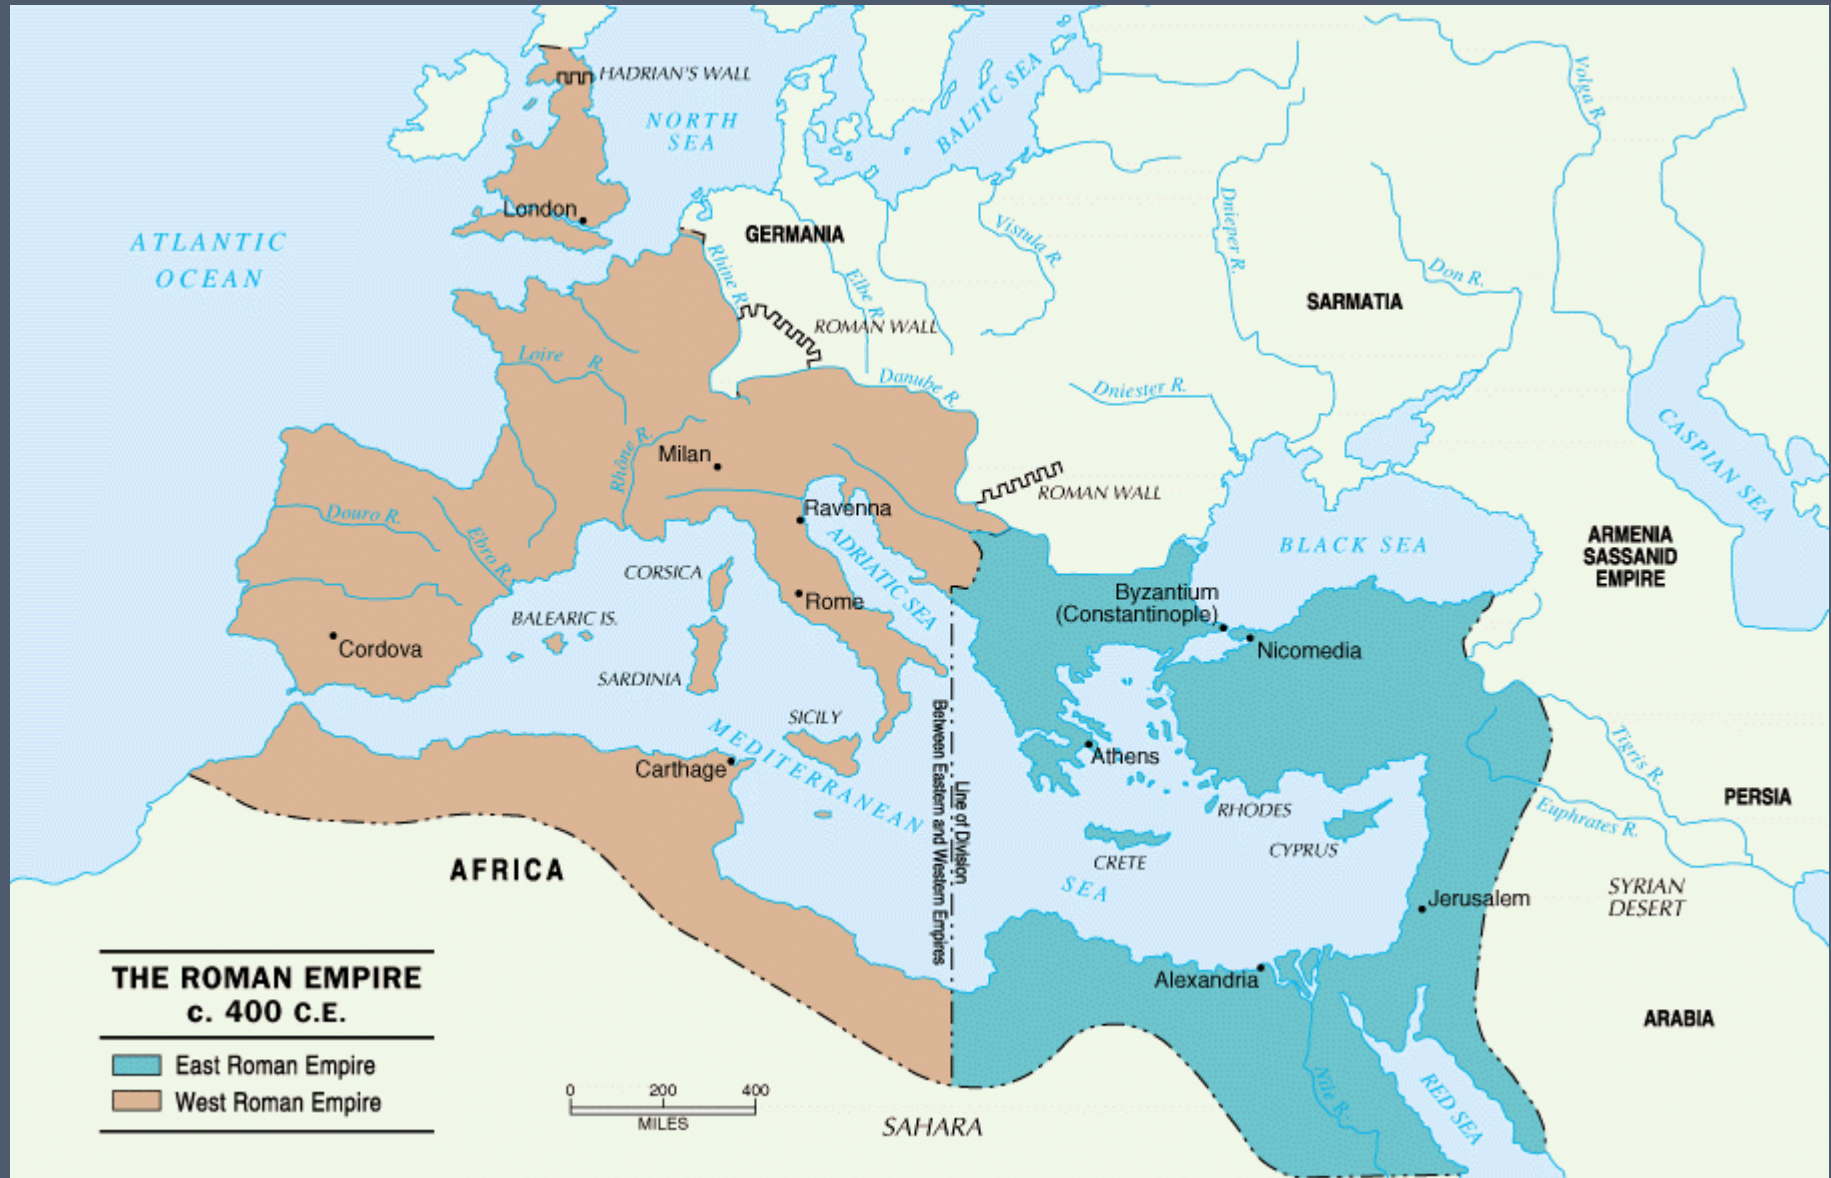 HADRIAN'S WALL
NORTH
SEA
BALTIC SEA
Volga R.
London
ATLANTIC
OCEAN
GERMANIA
Rhine R.
Elbe R.
Vistula R.
Dnieper R.
Don R.
SARMATIA
ROMAN WALL
Loire R.
Danube R.
Dniester R.
CASPIAN SEA
Rhône R.
Milan
ROMAN WALL
Ravenna
Douro R.
Ebro R.
ADRIATIC SEA
BLACK SEA
ARMENIA
SASSANID
EMPIRE
CORSICA
Rome
Byzantium
(Constantinople)
BALEARIC IS.
Cordova
Nicomedia
SARDINIA
SICILY
MEDITERRANEAN
SEA
Carthage
Line of Division
Between Eastern and Western Empires
Athens
Tigris R.
PERSIA
RHODES
Euphrates R.
CRETE
CYPRUS
AFRICA
Jerusalem
SYRIAN
DESERT
Alexandria
ARABIA
Nile R.
RED SEA
SAHARA
THE ROMAN EMPIRE
c. 400 C.E.
East Roman Empire
West Roman Empire
0 200 400
MILES